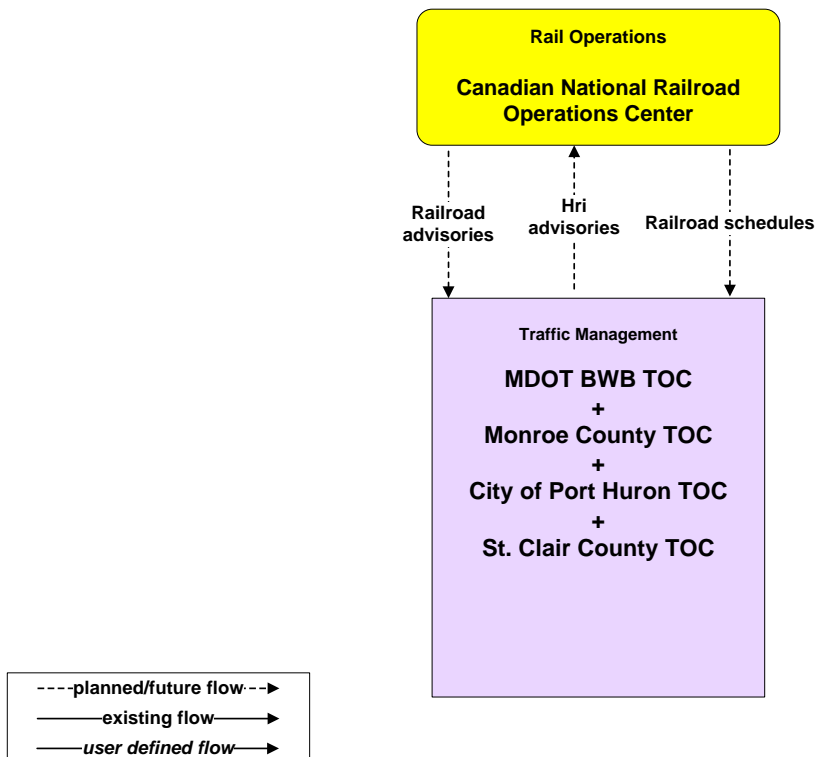 Rail Operations
Canadian National Railroad
Operations Center
Railroad
advisories
Hri
advisories
Railroad schedules
Traffic Management
MDOT BWB TOC
+
Monroe County TOC
+
City of Port Huron TOC
+
St. Clair County TOC
planned/future flow
existing flow
user defined flow